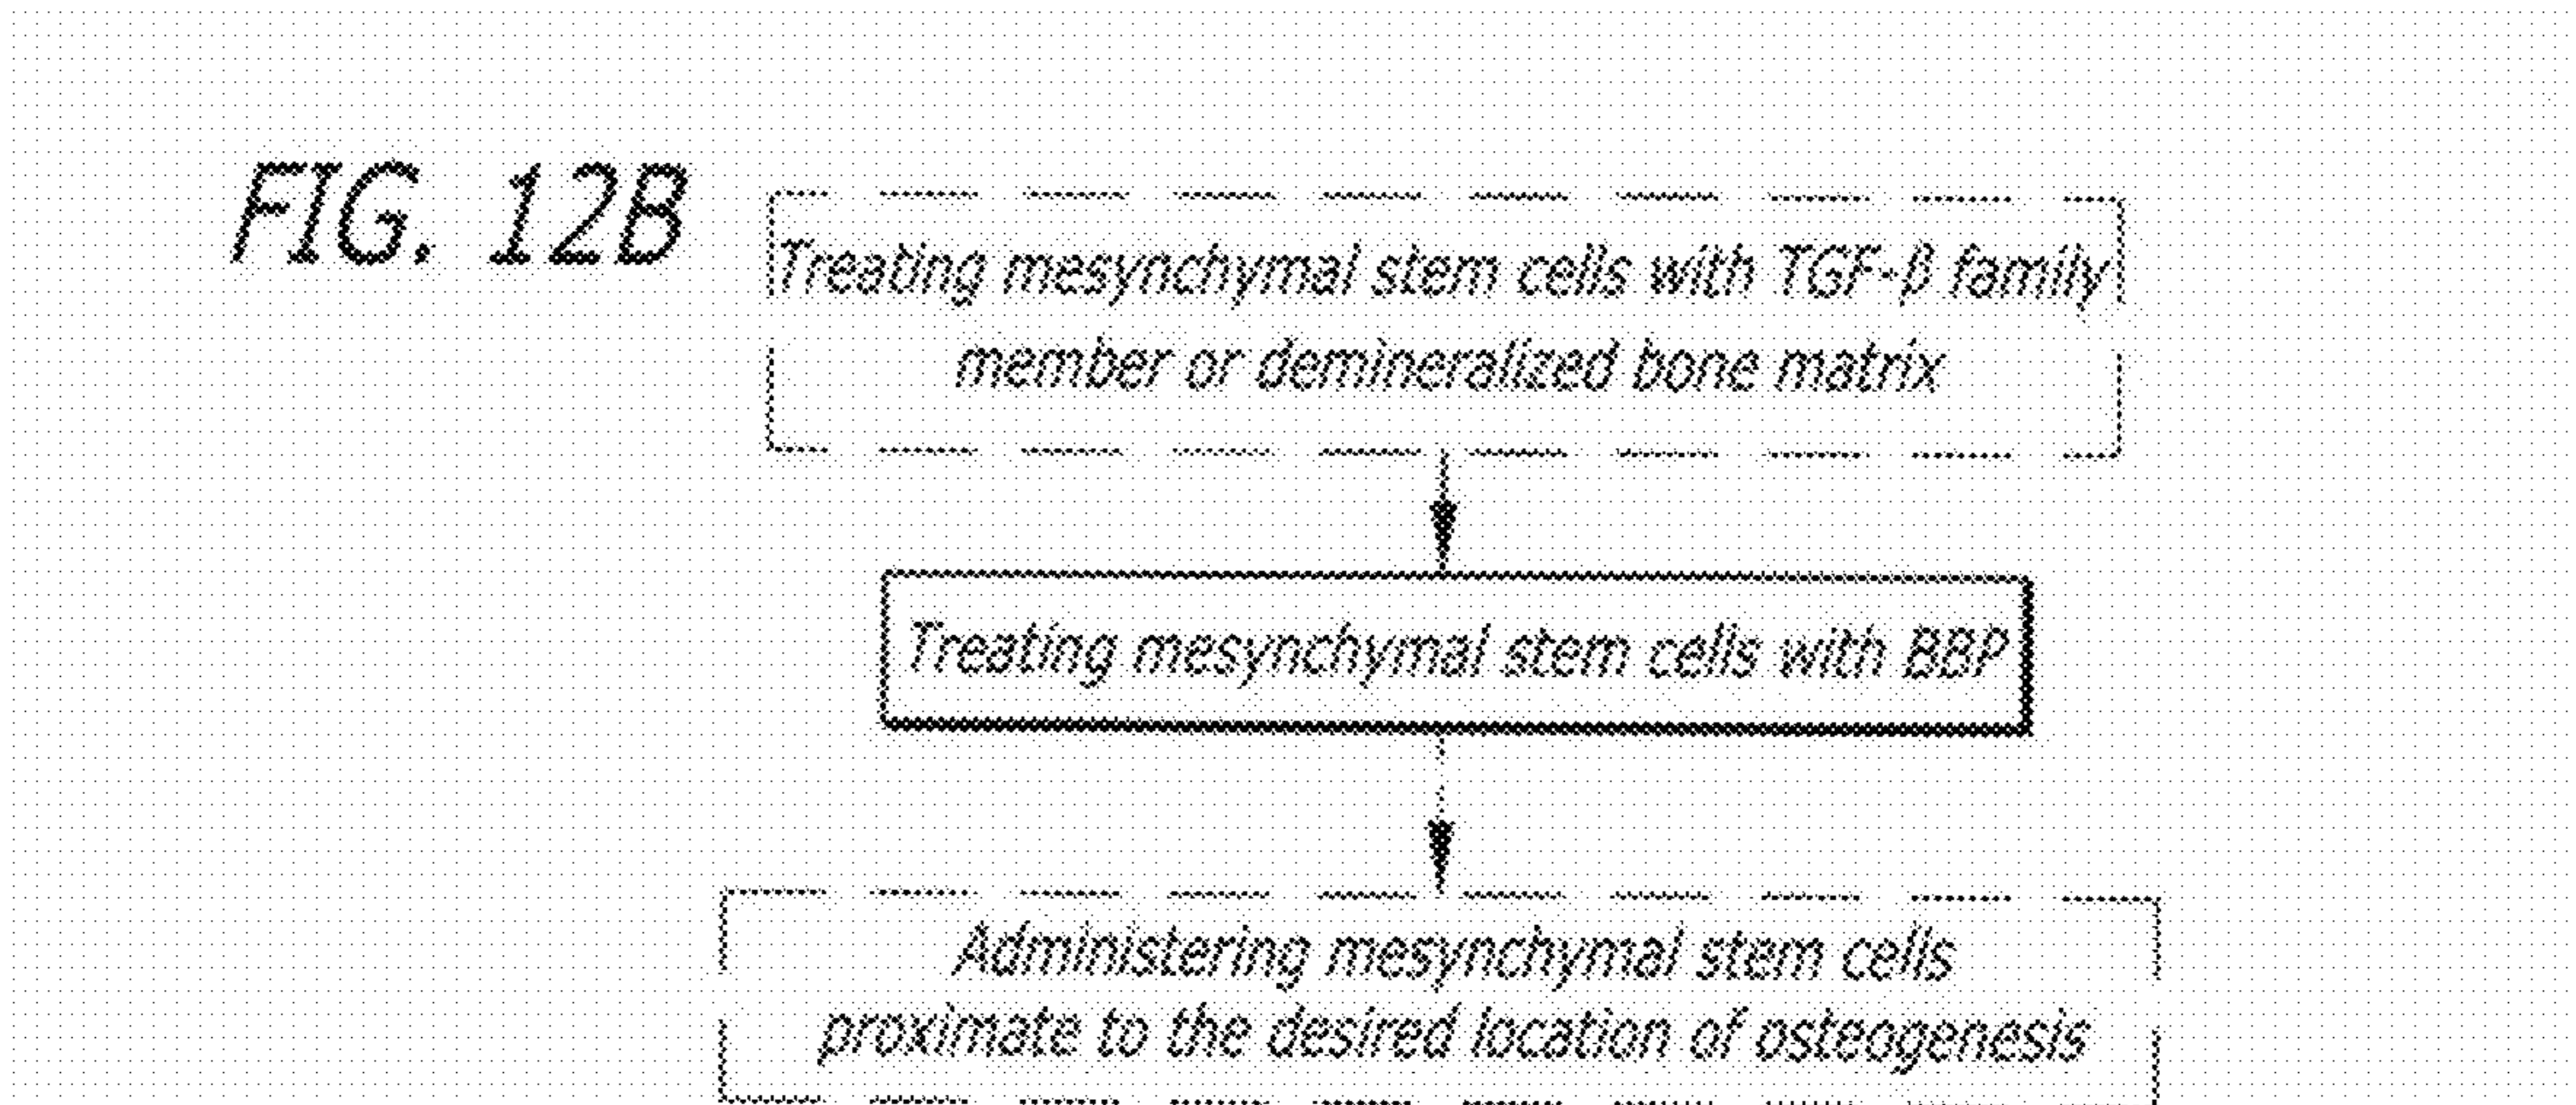 FIG. 12B
Treating mesynchymal stem cells with TGF-β family
member or demineralized bone matrix
Treating mesynchymal stem cells with BBP
Administering mesynchymal stem cells
proximate to the desired location of osteogenesis